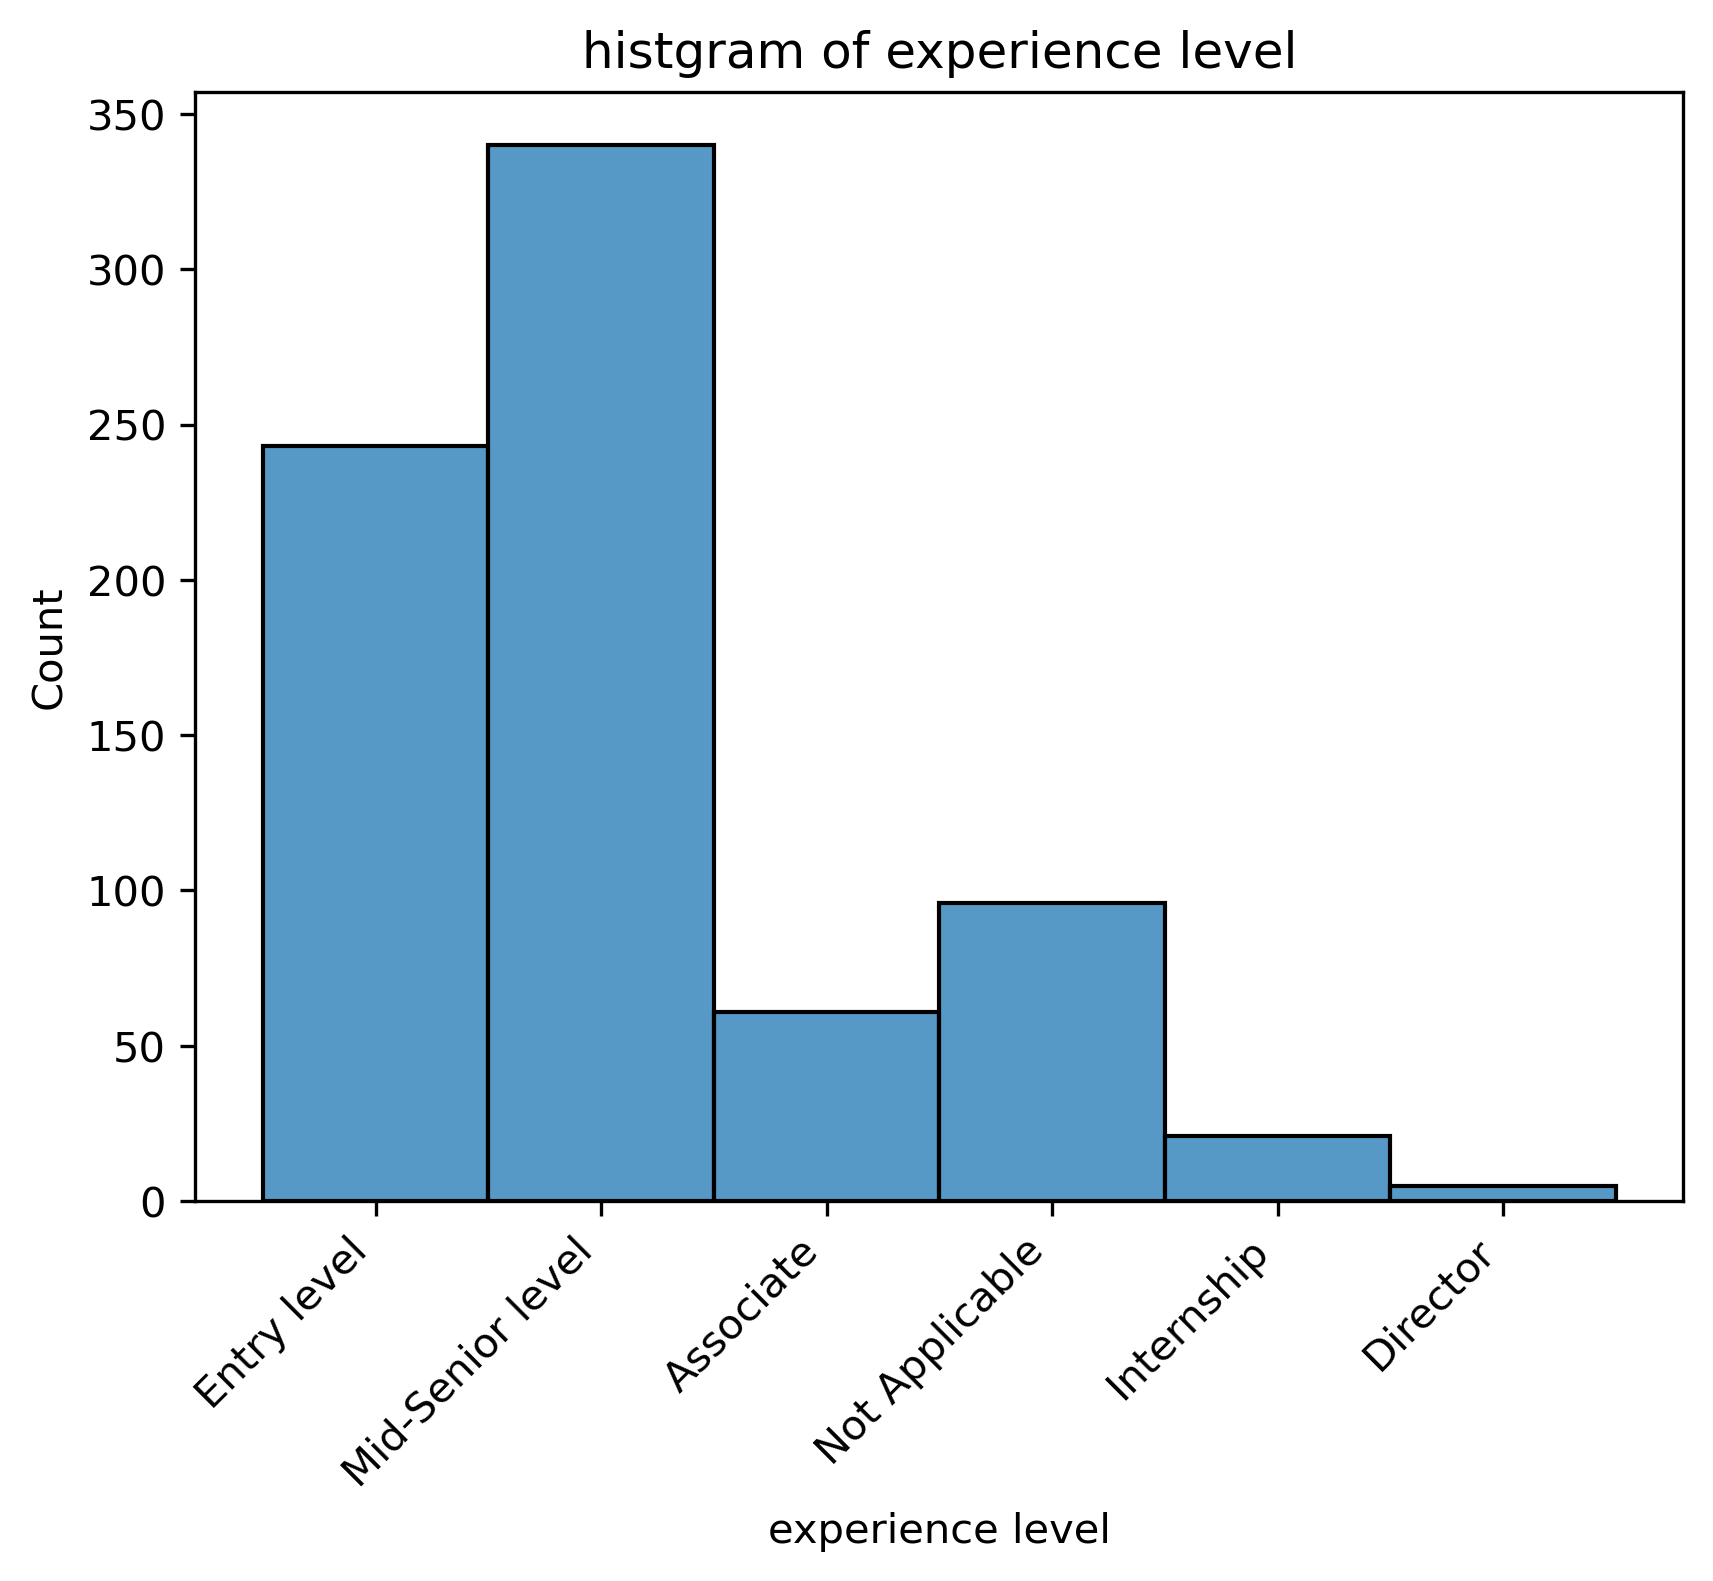 histgram of experience level
350
300
250
200
150
100
50
0
Count
Entry level
Mid-Senior level
Associate
Not Applicable
Internship
Director
experience level